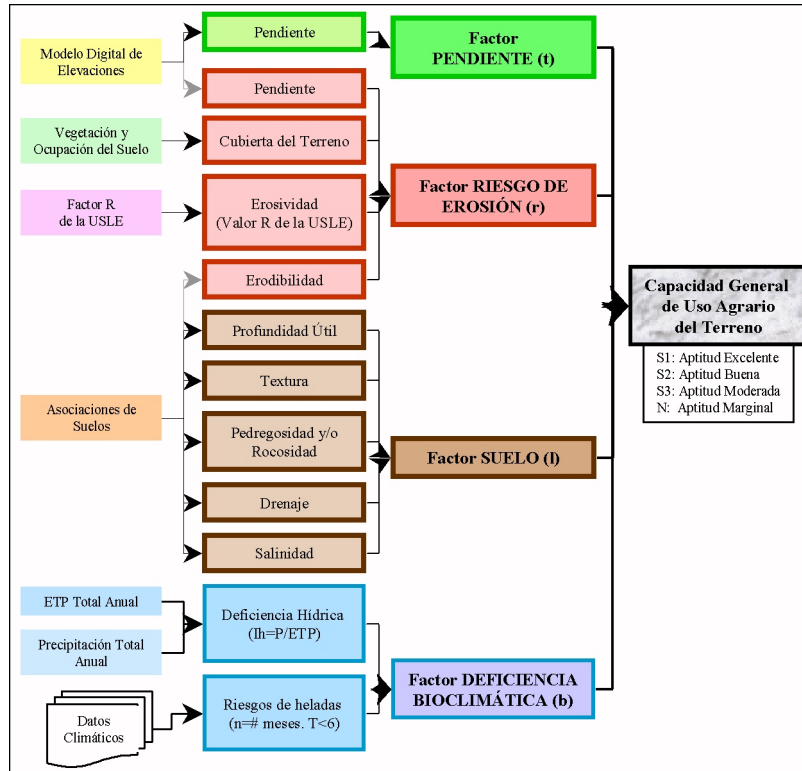 Modelo Digital de
Elevaciones
Vegetación y
Ocupación del Suelo
Factor R
de la USLE
Asociaciones de
Suelos
ETP Total Anual
Precipitación Total
Anual
Datos
Climáticos
Pendiente
Pendiente
Cubierta del Terreno
Erosividad
(Valor R de la USLE)
Erodibilidad
Profundidad Útil
Textura
Pedregosidad y/o
Rocosidad
Drenaje
Salinidad
Deficiencia Hídrica
(Ih=P/ETP)
Riesgos de heladas
(n=# meses. T<6)
Factor
PENDIENTE (t)
Factor RIESGO DE
EROSIÓN (r)
Factor SUELO (l)
Factor DEFICIENCIA
BIOCLIMÁTICA (b)
Capacidad General
de Uso Agrario
del Terreno
S1: Aptitud Excelente
S2: Aptitud Buena
S3: Aptitud Moderada
N: Aptitud Marginal